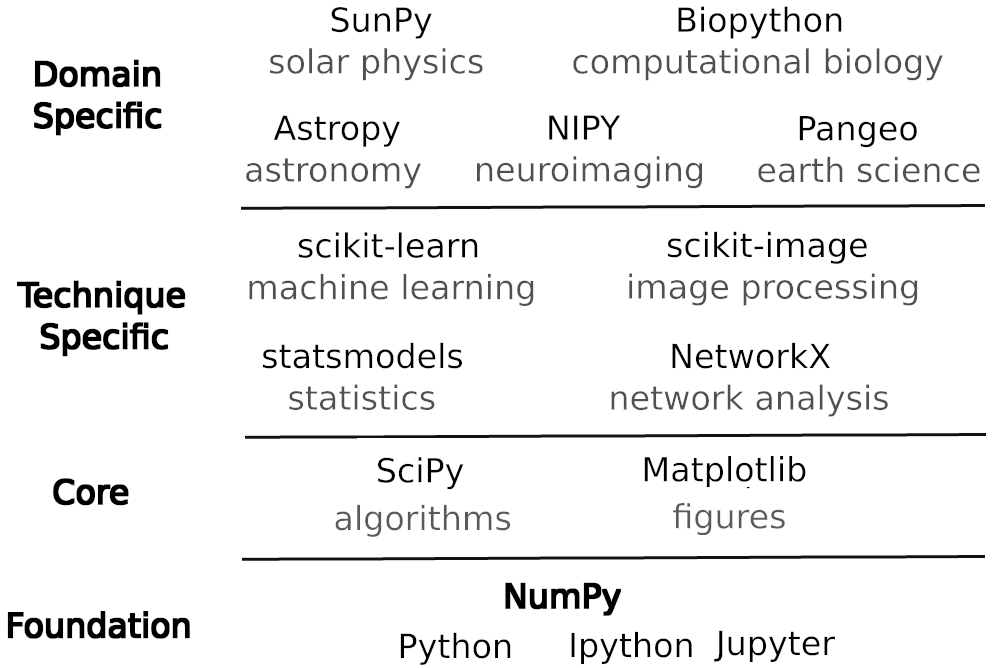 SunPy Biopython
solar physics computational biology
Domain
Specific
Astropy NIPY Pangeo
astronomy neuroimaging earth science
scikit-learn scikit-image
machine learning image processing
Technique
Specific
statsmodels NetworkX
statistics network analysis
SciPy Matplotlib
Core
algorithms figures
NumPy
Foundation
Python Ipython Jupyter